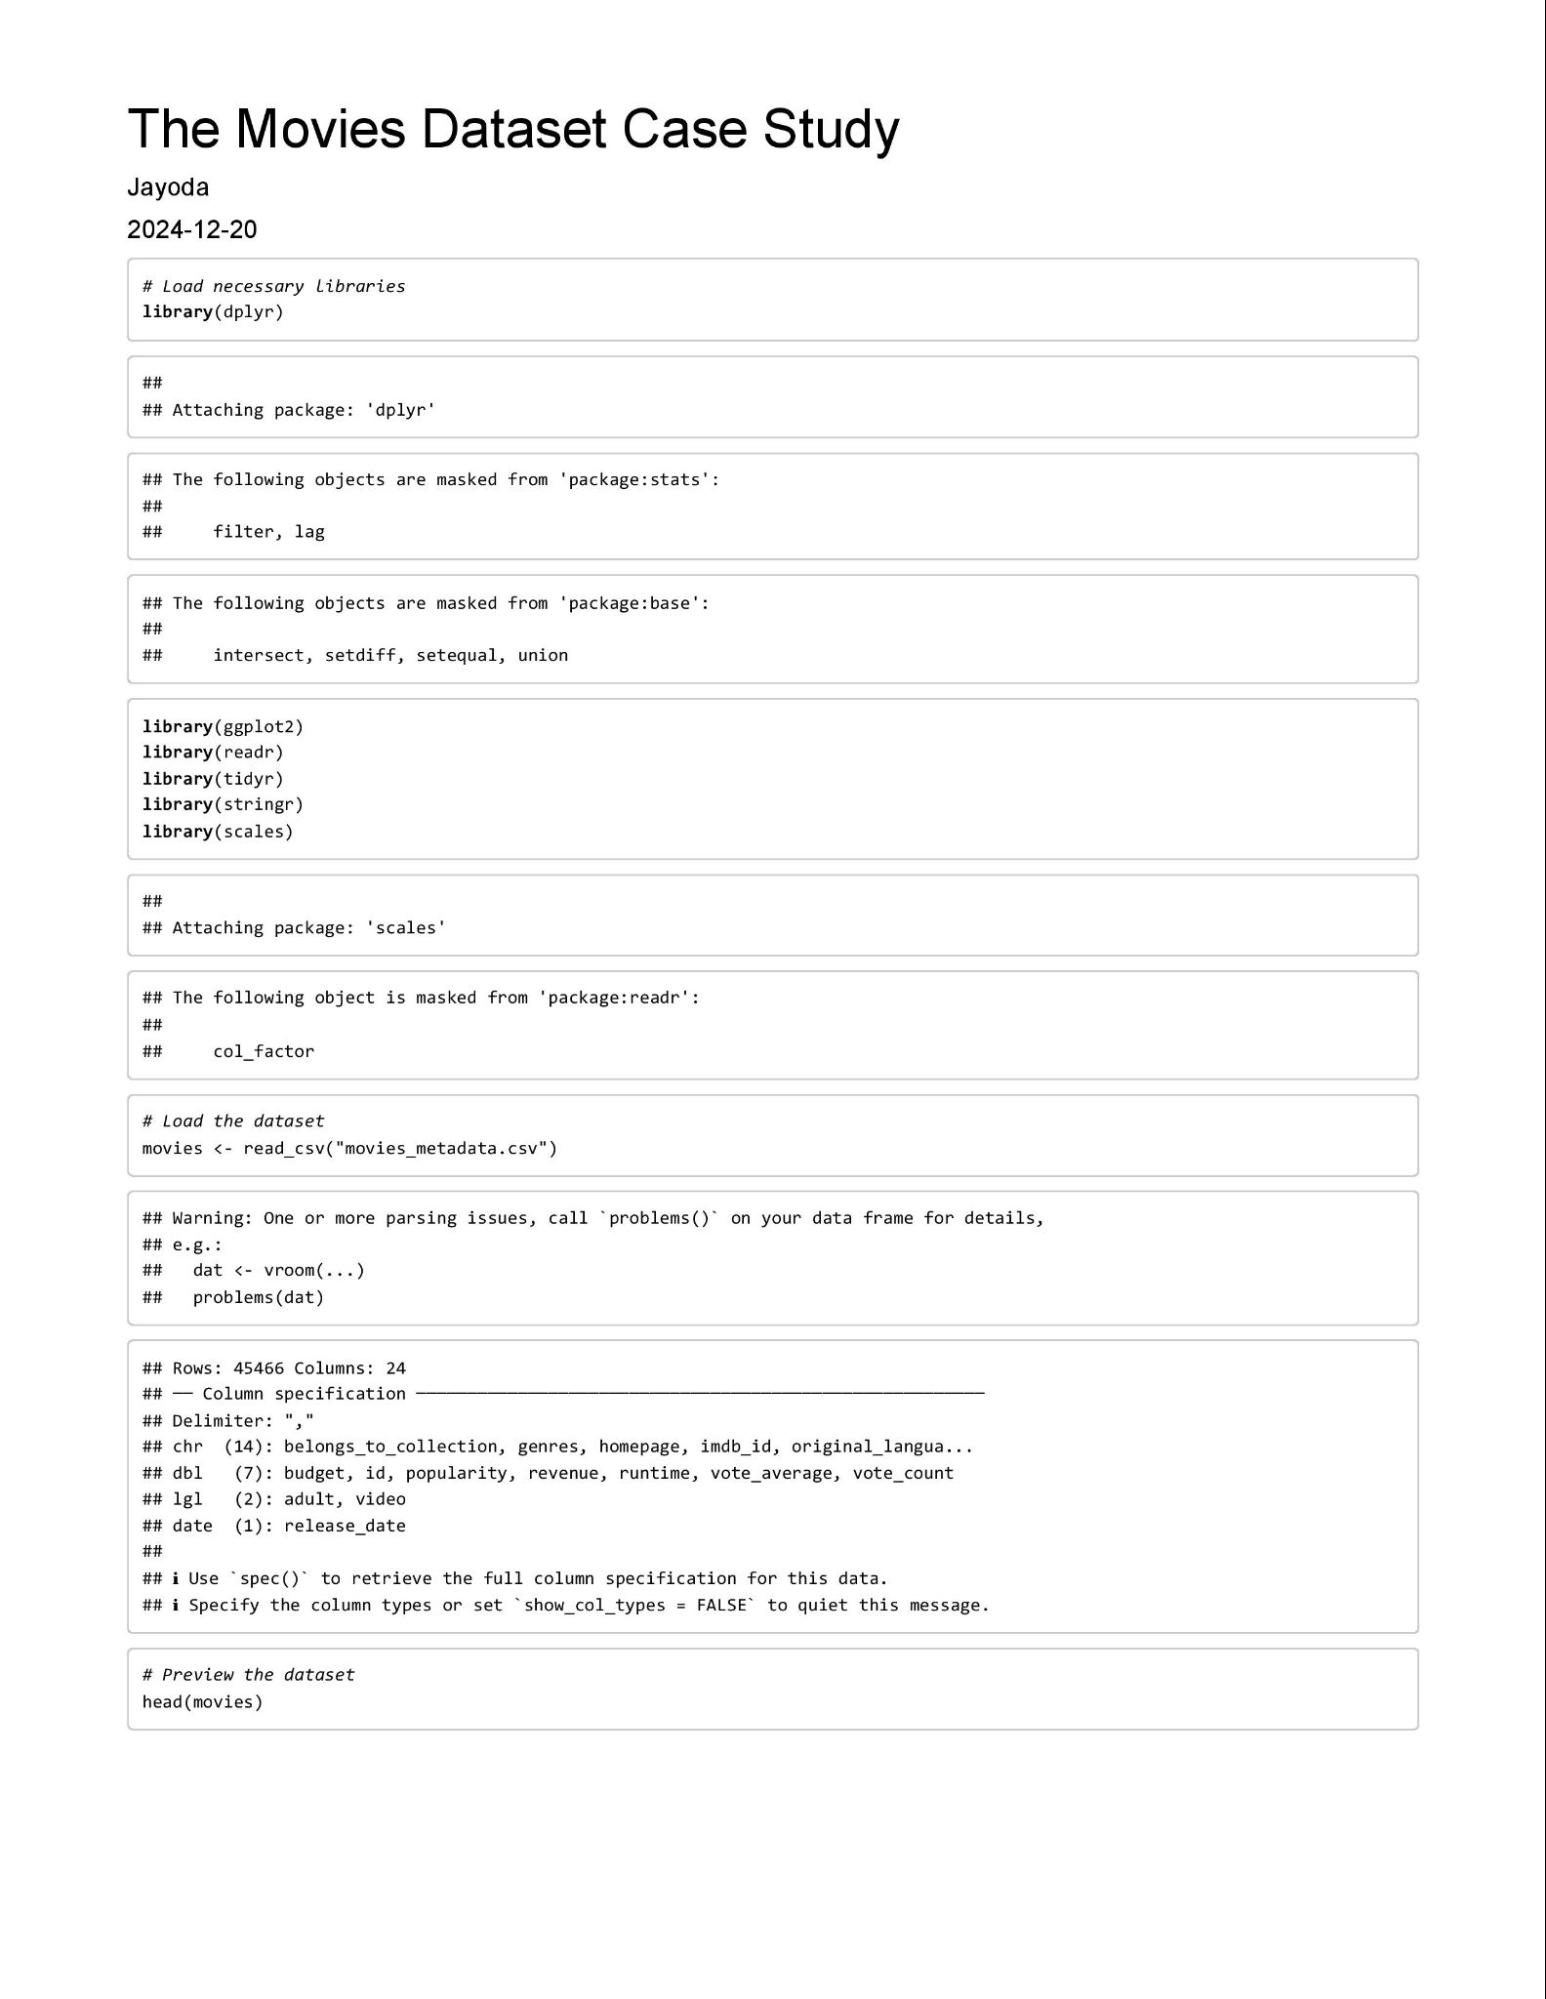 The Movies Dataset Case Study
Jayoda
2024-12-20
# Load necessary libraries
library(dplyr)
##
## Attaching package: 'dplyr'
## The following objects are masked from 'package:stats':
##
##     filter, lag
## The following objects are masked from 'package:base':
##
##     intersect, setdiff, setequal, union
library(ggplot2)
library(readr)
library(tidyr)
library(stringr)
library(scales)
##
## Attaching package: 'scales'
## The following object is masked from 'package:readr':
##
##     col_factor
# Load the dataset
movies <- read_csv("movies_metadata.csv")
## Warning: One or more parsing issues, call `problems()` on your data frame for details,
## e.g.:
##   dat <- vroom(...)
##   problems(dat)
## Rows: 45466 Columns: 24
## ── Column specification ────────────────────────────────────────────────────────
## Delimiter: ","
## chr  (14): belongs_to_collection, genres, homepage, imdb_id, original_langua...
## dbl   (7): budget, id, popularity, revenue, runtime, vote_average, vote_count
## lgl   (2): adult, video
## date  (1): release_date
##
## ℹ Use `spec()` to retrieve the full column specification for this data.
## ℹ Specify the column types or set `show_col_types = FALSE` to quiet this message.
# Preview the dataset
head(movies)